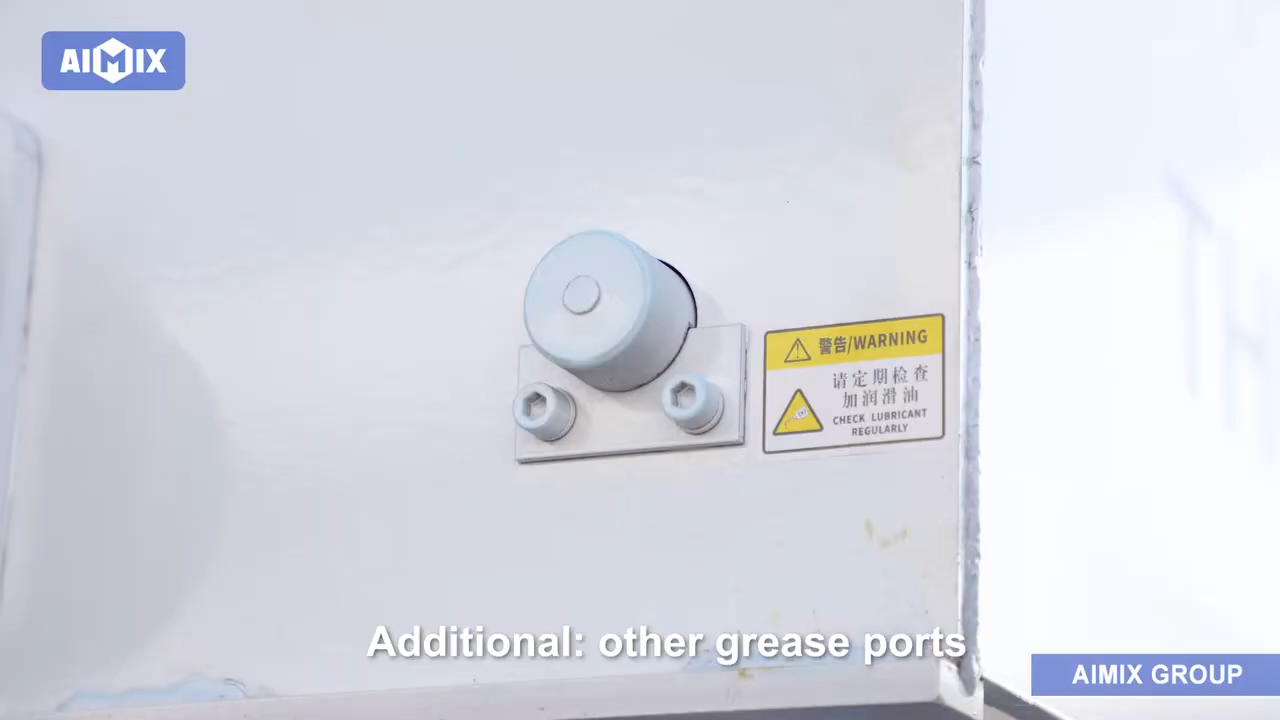 AIMIX
警告/WARNING
请定期检查
加润滑油
CHECK LUBRICANT
REGULARLY
Additional: other grease ports
AIMIX GROUP